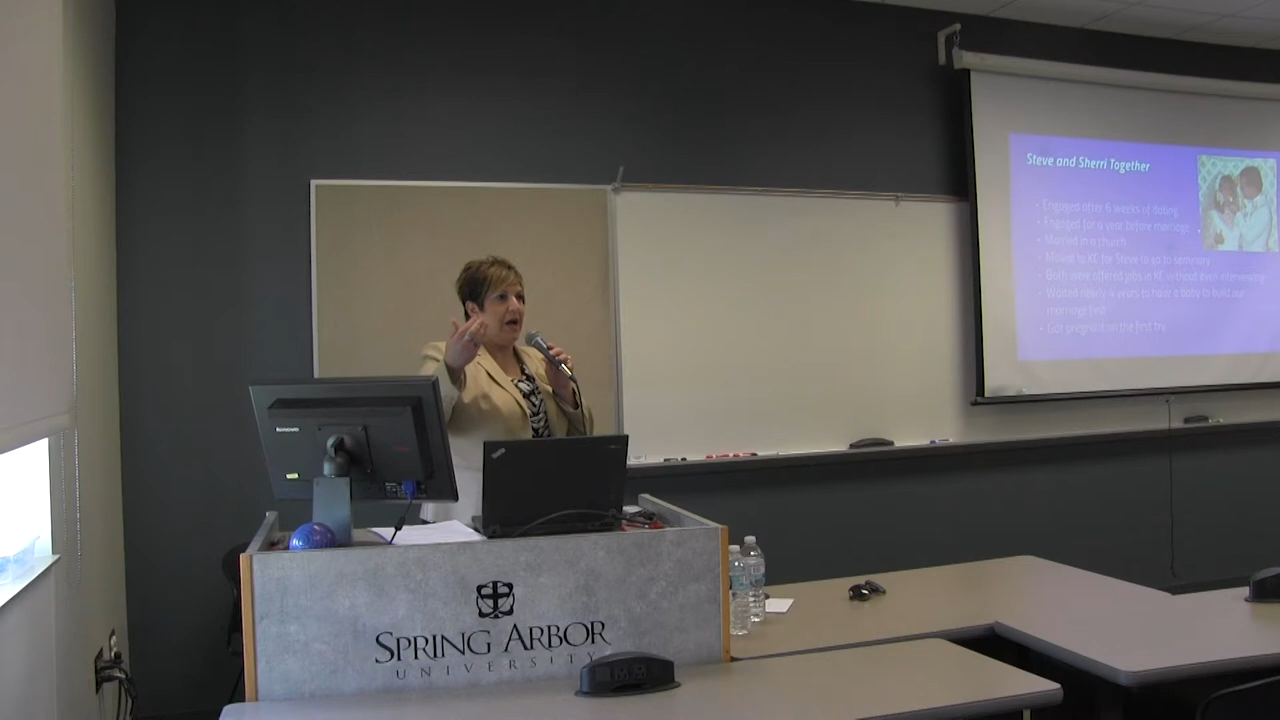 Steve and Sherri Together
• Engaged after 6 weeks of dating
• Engaged for a year before marriage
• Married in a church
Moved to KC for Steve to go to seminary
• Both were offered jobs in KC without even interviewing
• Waited nearly 4 years to have a baby to build our
marriage first
• Got pregnant on the first try
lenovo
SPRING ARBOR
UNIVERSITY